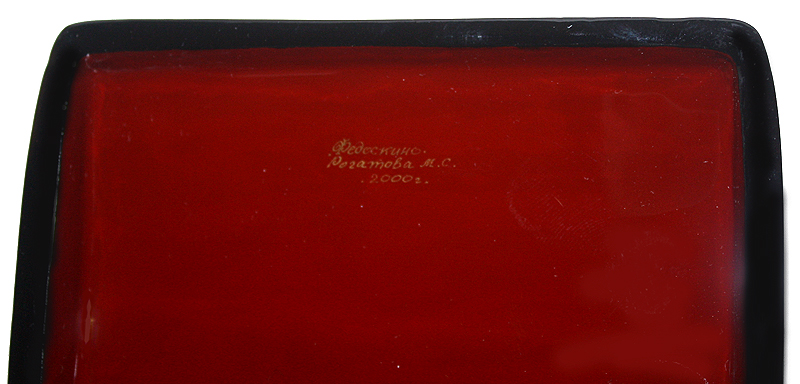 Федоскино.
Рогатова М.С.
.2000г.